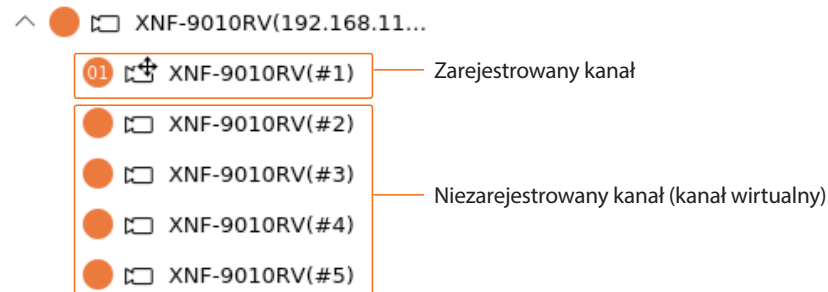 XNF-9010RV(192.168.11...
01 XNF-9010RV(#1) Zarejestrowany kanał
XNF-9010RV(#2)
XNF-9010RV(#3)
Niezarejestrowany kanał (kanał wirtualny)
XNF-9010RV(#4)
XNF-9010RV(#5)